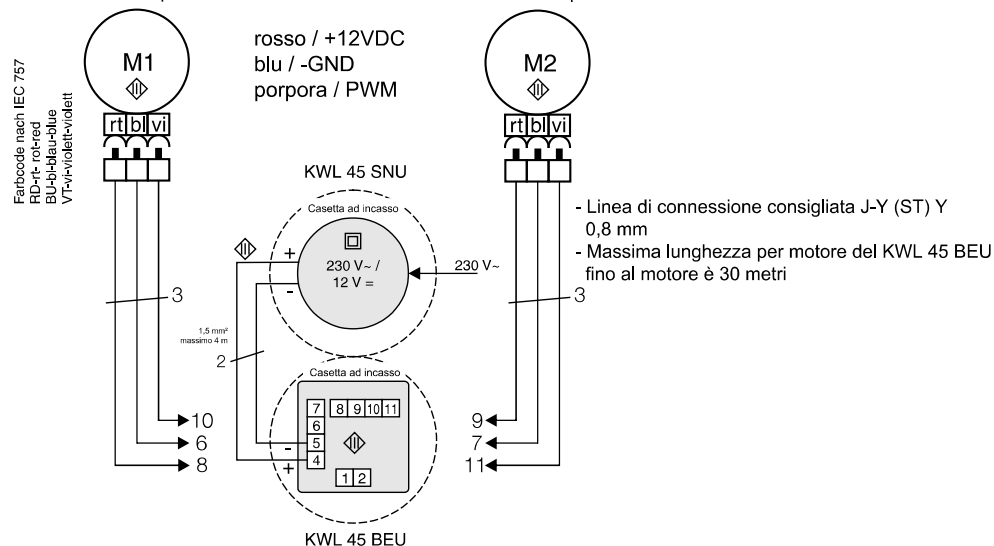 M1
rt bl vi
rosso / +12VDC
blu / -GND
porpora / PWM
M2
rt bl vi
Farbcode nach IEC 757
RD-rt- rot-red
BU-bl-blau-blue
VT-vi-violett-violett
KWL 45 SNU
Casetta ad incasso
+
230 V~ /
12 V =
-
230 V~
- Linea di connessione consigliata J-Y (ST) Y
0,8 mm
- Massima lunghezza per motore del KWL 45 BEU
fino al motore è 30 metri
3
3
1,5 mm²
massimo 4 m
2
Casetta ad incasso
7
8 9 10 11
6
5
-
4
+
1 2
10
6
8
9
7
11
KWL 45 BEU